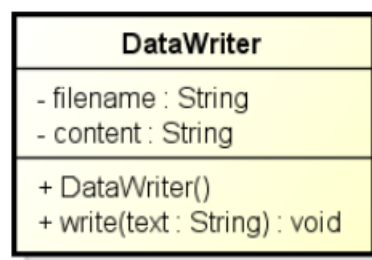 DataWriter
- filename : String
- content : String
+ DataWriter()
+ write(text : String) : void